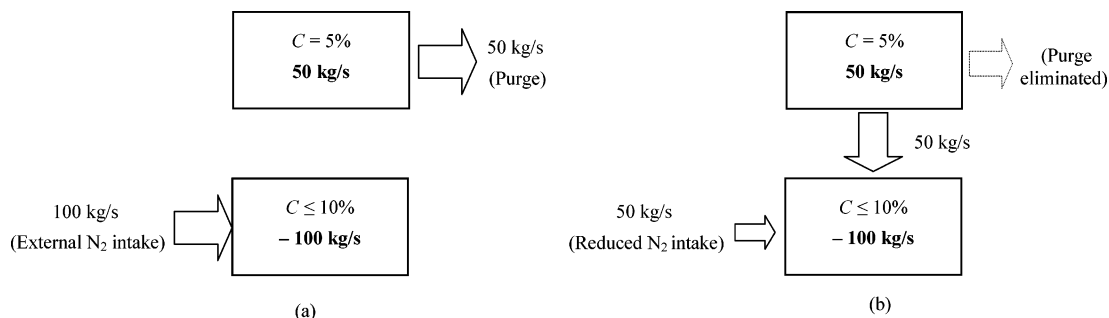 C = 5%
50 kg/s
50 kg/s
(Purge)
100 kg/s
(External N₂ intake)
C ≤ 10%
– 100 kg/s
(a)
C = 5%
50 kg/s
(Purge
eliminated)
50 kg/s
50 kg/s
(Reduced N₂ intake)
C ≤ 10%
– 100 kg/s
(b)